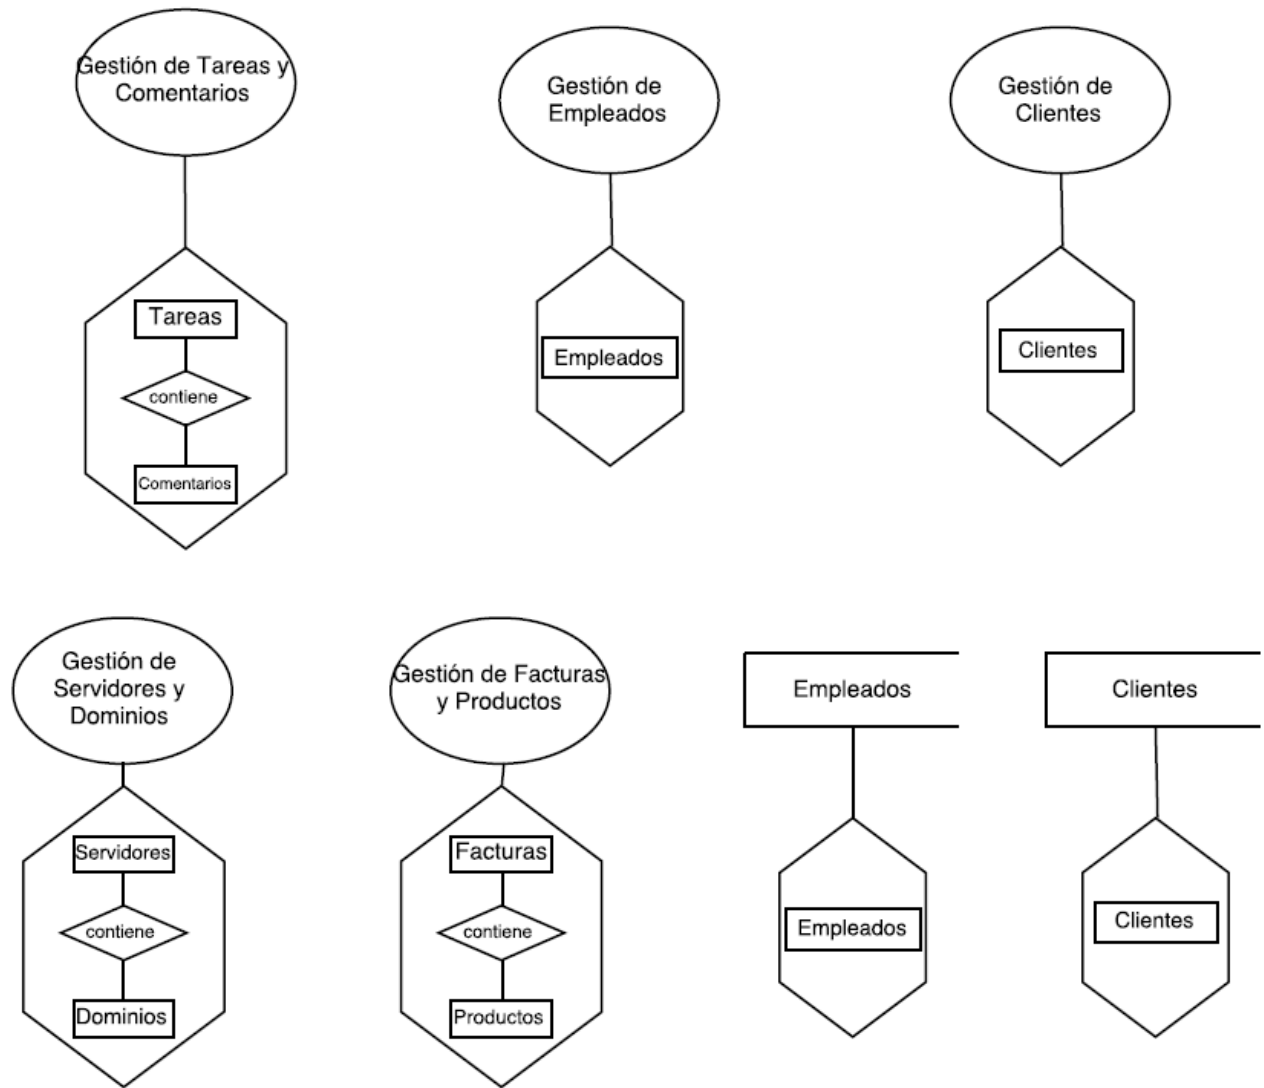 Gestión de Tareas y
Comentarios
Gestión de
Empleados
Gestión de
Clientes
Tareas
contiene
Comentarios
Empleados
Clientes
Gestión de
Servidores y
Dominios
Gestión de Facturas
y Productos
Empleados
Clientes
Servidores
contiene
Dominios
Facturas
contiene
Productos
Empleados
Clientes